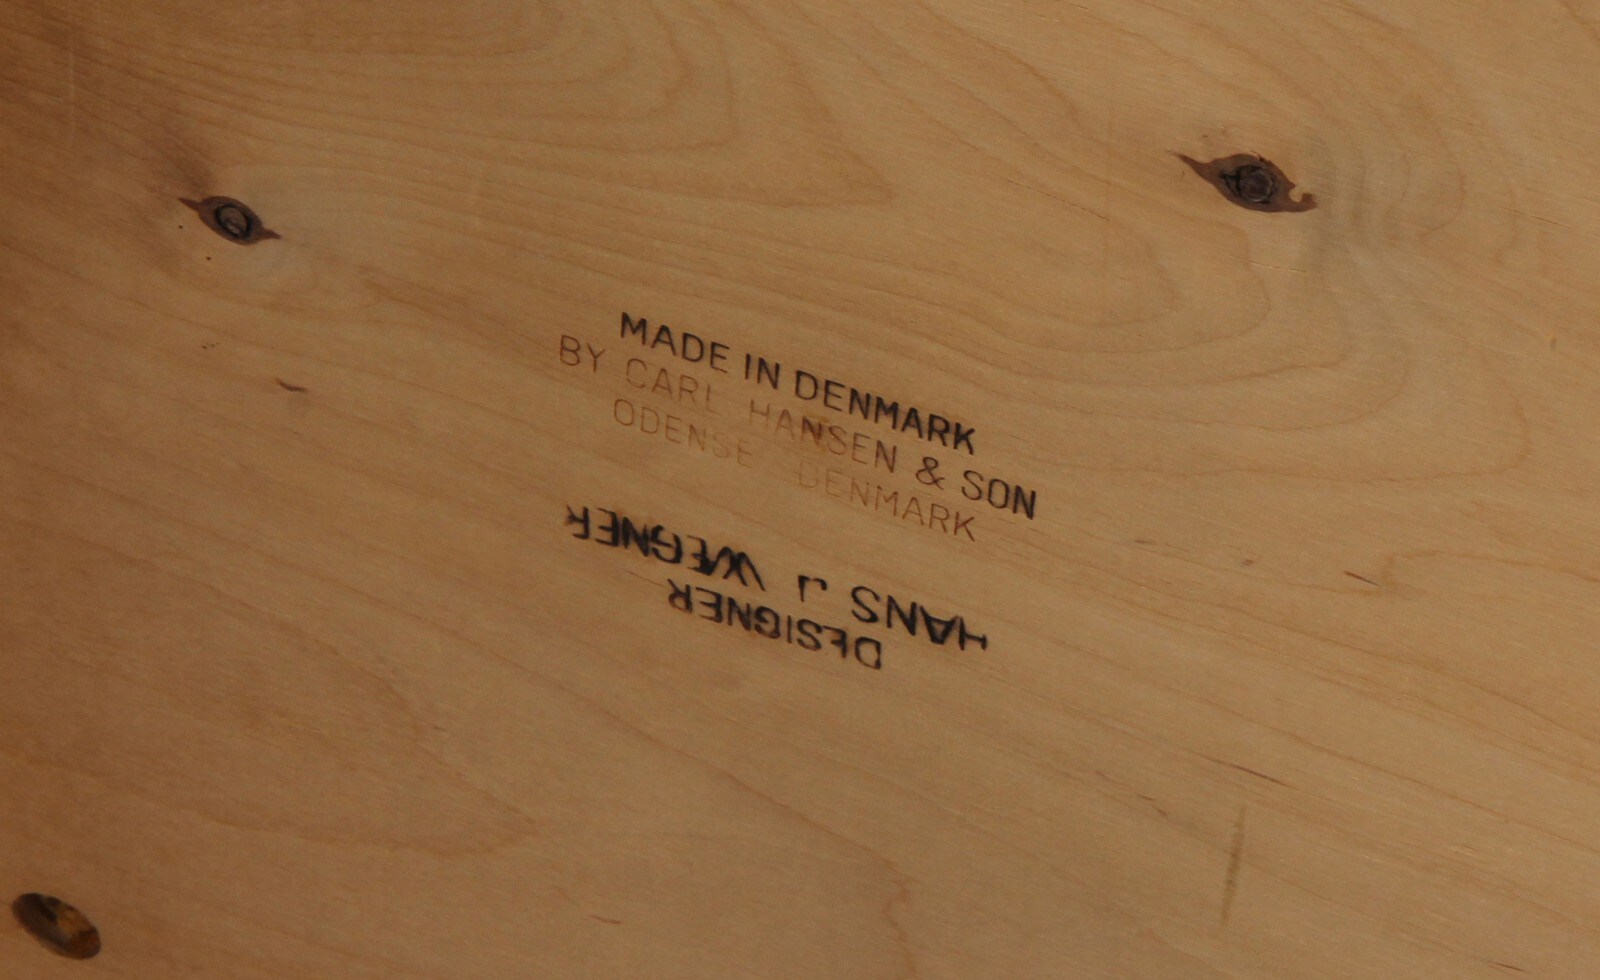 MADE IN DENMARK
BY CARL HANSEN & SON
ODENSE DENMARK
DESIGNER
HANS J WEGNER